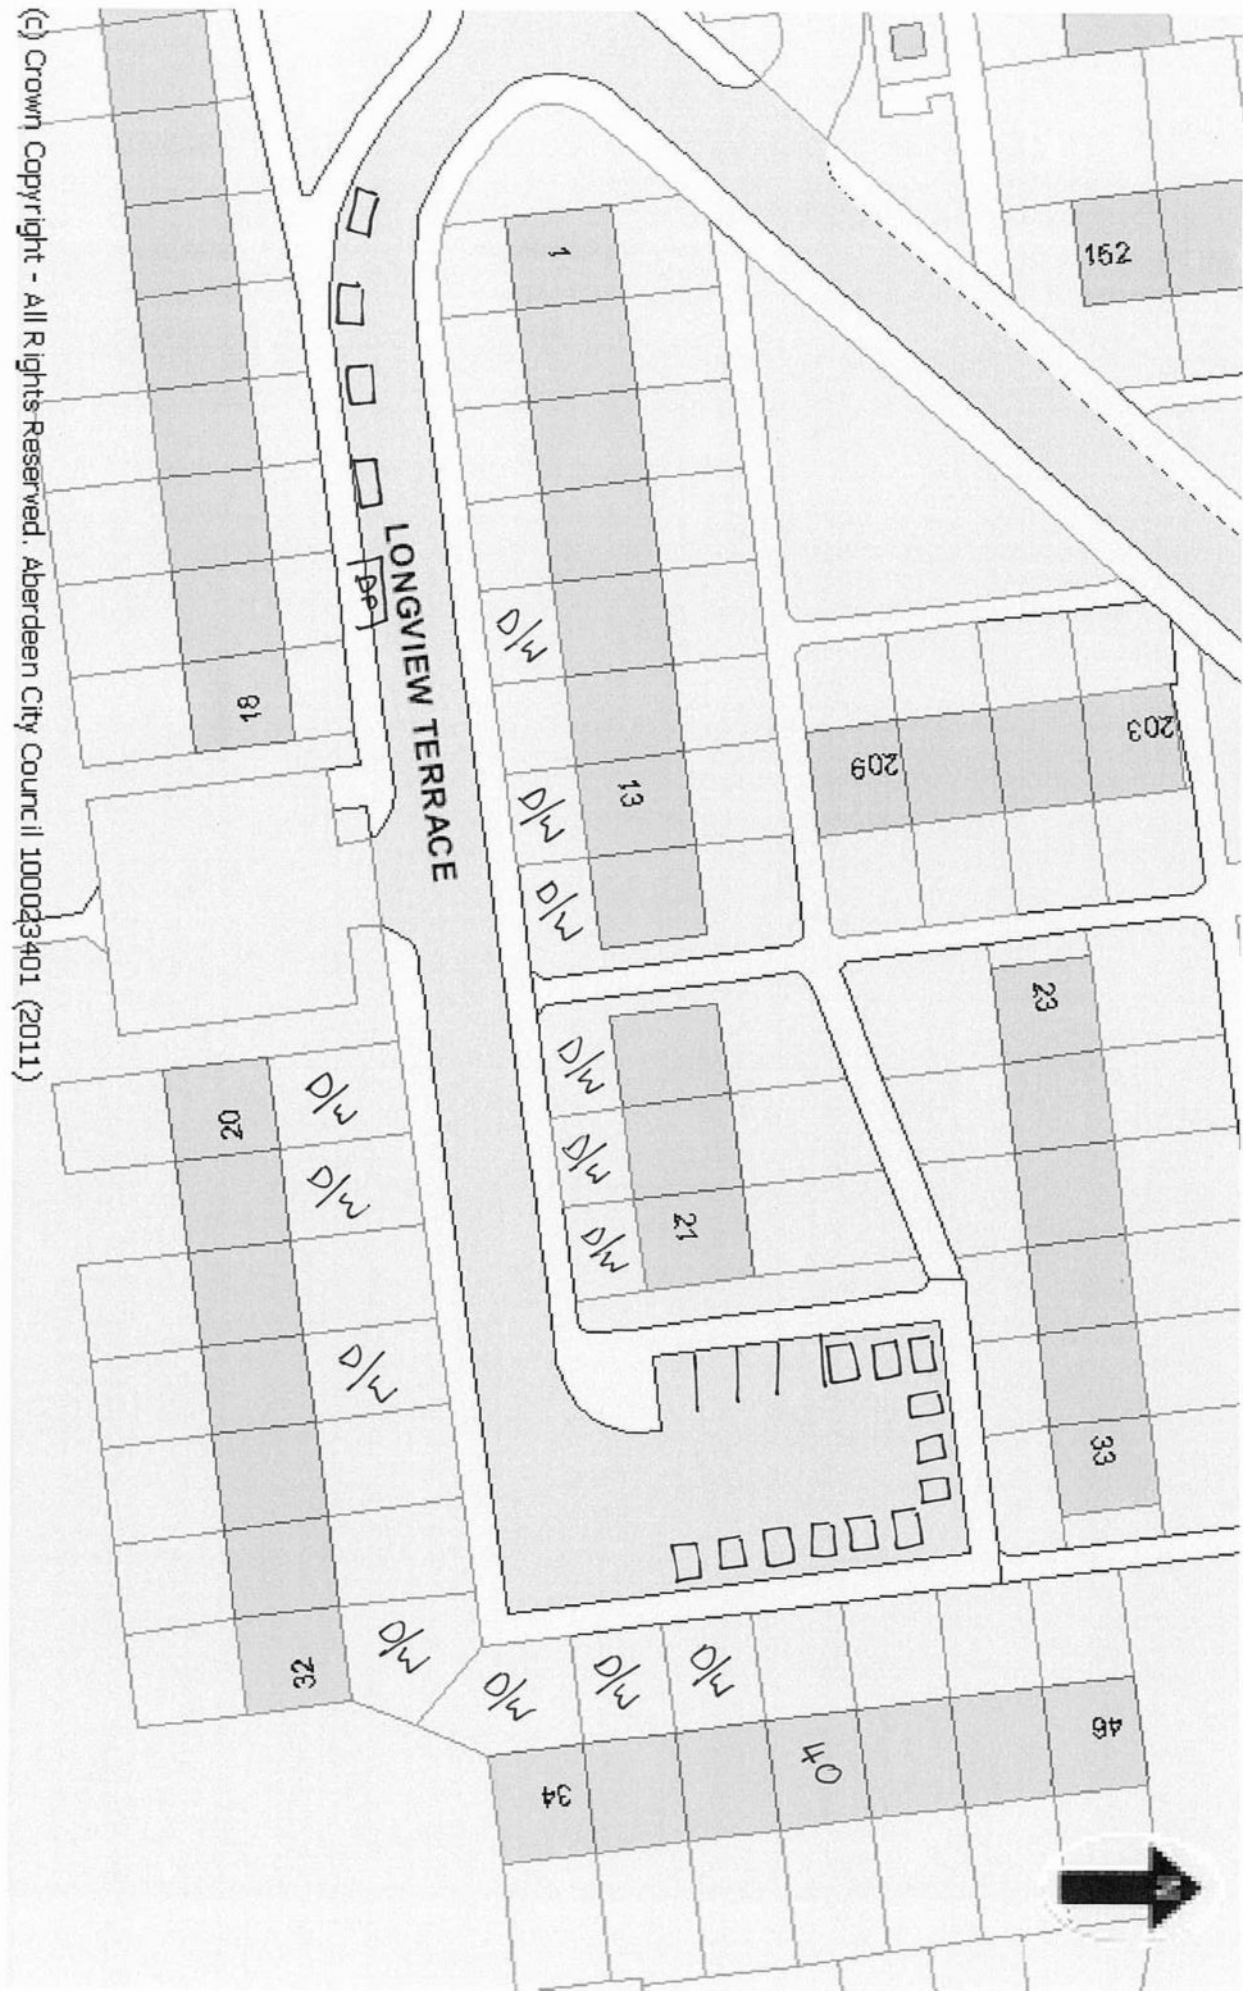 (c) Crown Copyright - All Rights Reserved. Aberdeen City Council 100023401 (2011)
1
152
DP
LONGVIEW TERRACE
D/W
18
13
209
203
D/W
D/W
23
D/W
20
D/W
D/W
D/W
21
D/W
D/W
33
32
D/W
D/W
D/W
D/W
34
40
46
N